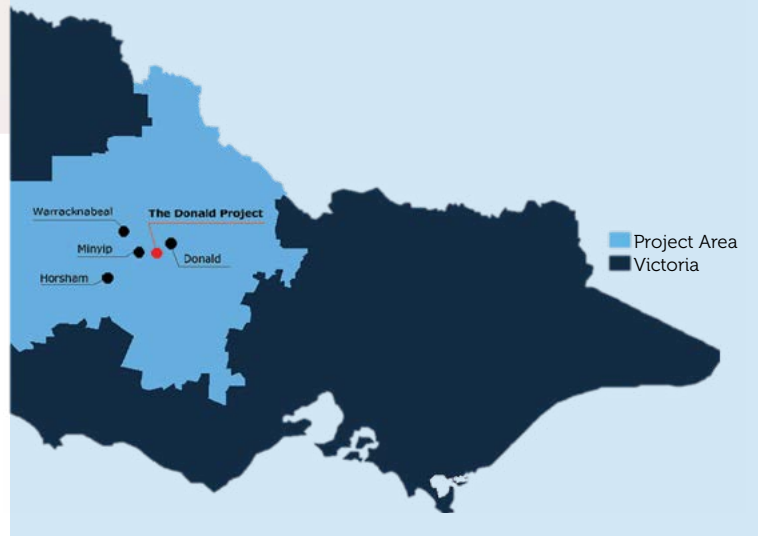 Warracknabeal
The Donald Project
Minyip
Donald
Horsham
Project Area
Victoria